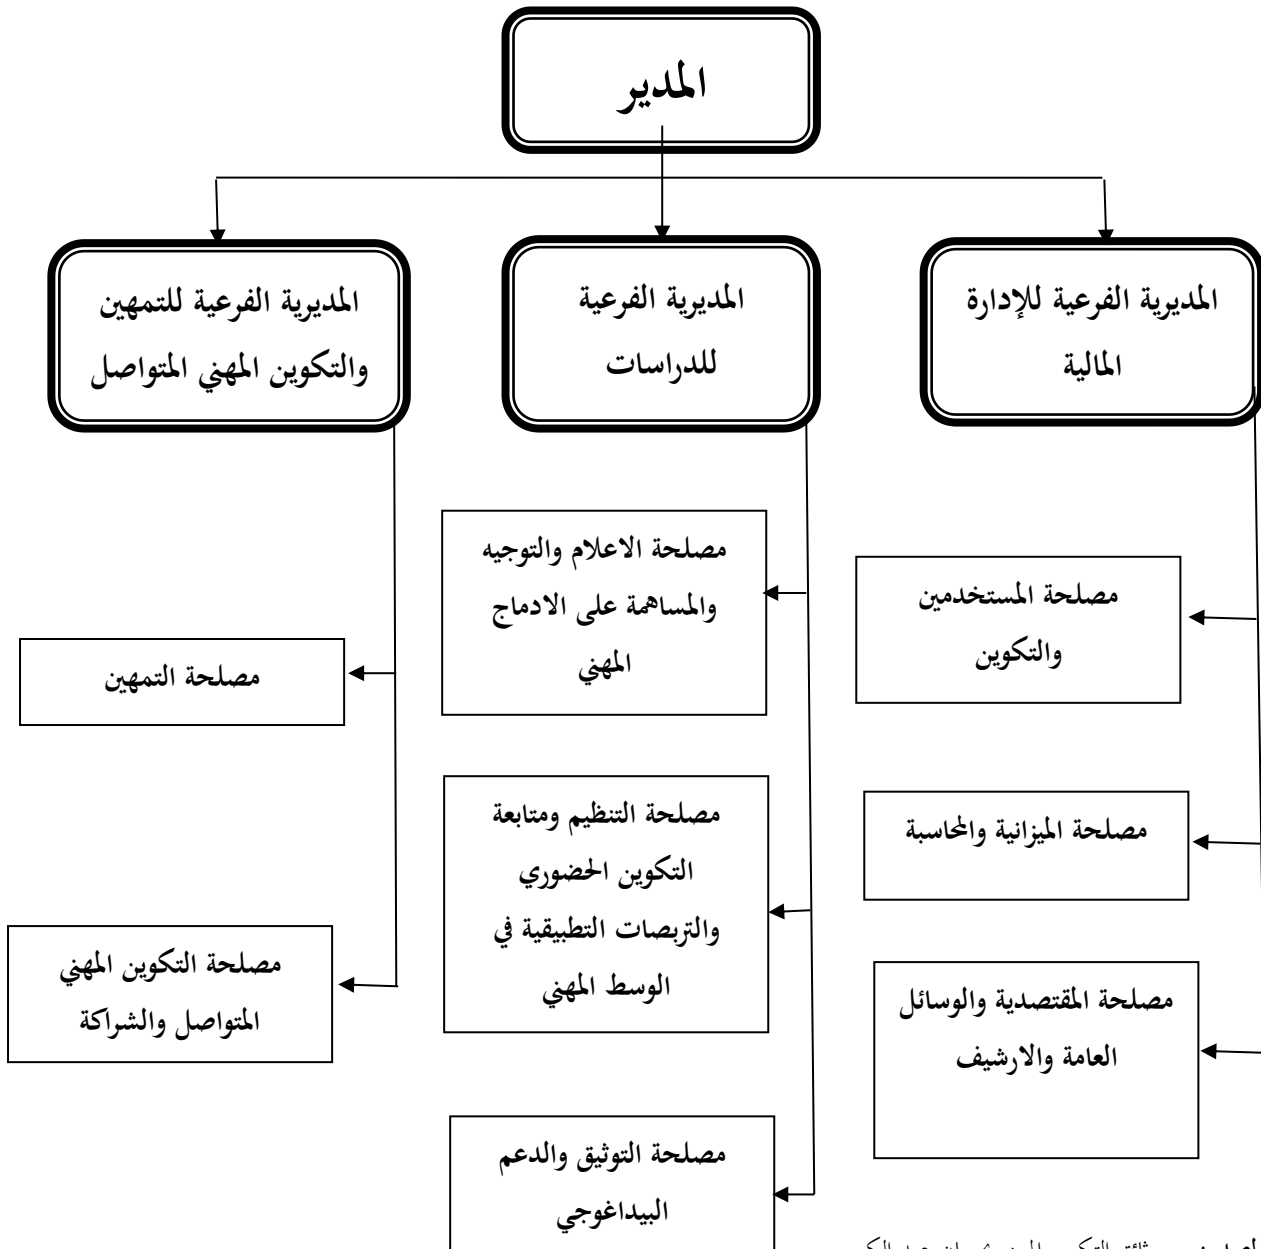 المدير
المديرية الفرعية للإدارة
المالية
المديرية الفرعية
للدراسات
المديرية الفرعية للتمهين
والتكوين المهني المتواصل
مصلحة المستخدمين
والتكوين
مصلحة الميزانية والمحاسبة
مصلحة المقتصدية والوسائل
العامة والارشيف
مصلحة الاعلام والتوجيه
والمساهمة على الادماج
المهني
مصلحة التنظيم ومتابعة
التكوين الحضوري
والتربصات التطبيقية في
الوسط المهني
مصلحة التوثيق والدعم
البيداغوجي
مصلحة التمهين
مصلحة التكوين المهني
المتواصل والشراكة